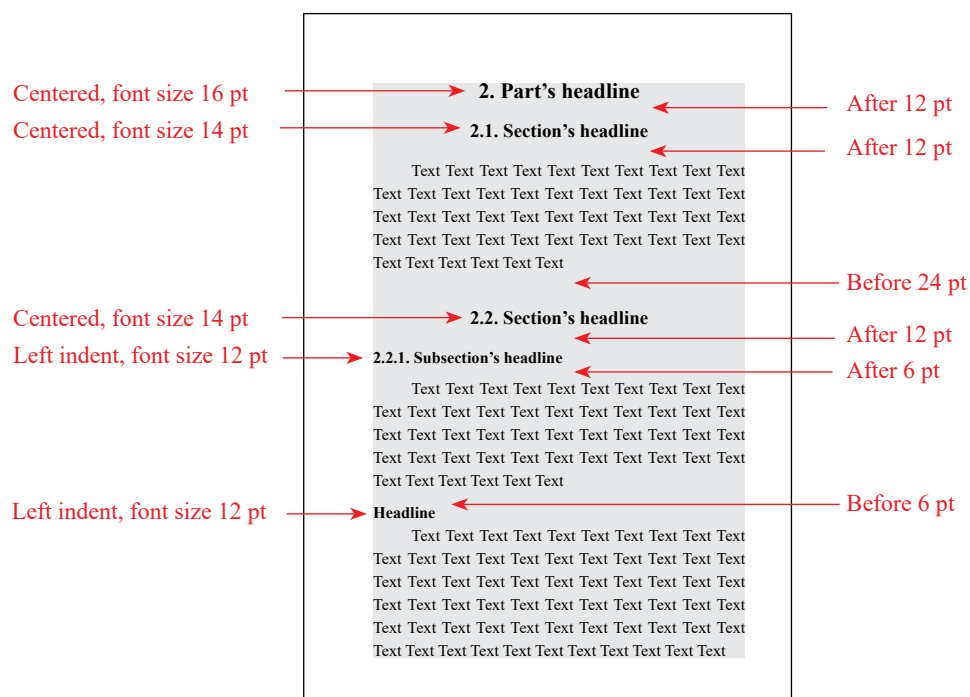 Centered, font size 16 pt
2. Part's headline
After 12 pt
Centered, font size 14 pt
2.1. Section's headline
After 12 pt
Text Text Text Text Text Text Text Text Text Text
Text Text Text Text Text Text Text Text Text Text Text
Text Text Text Text Text Text Text Text Text Text Text
Text Text Text Text Text Text Text Text Text Text Text
Text Text Text Text Text Text
Before 24 pt
Centered, font size 14 pt
2.2. Section's headline
After 12 pt
Left indent, font size 12 pt
2.2.1. Subsection's headline
After 6 pt
Text Text Text Text Text Text Text Text Text Text
Text Text Text Text Text Text Text Text Text Text Text
Text Text Text Text Text Text Text Text Text Text Text
Text Text Text Text Text Text Text Text Text Text Text
Text Text Text Text Text Text
Before 6 pt
Left indent, font size 12 pt
Headline
Text Text Text Text Text Text Text Text Text Text
Text Text Text Text Text Text Text Text Text Text Text
Text Text Text Text Text Text Text Text Text Text Text
Text Text Text Text Text Text Text Text Text Text Text
Text Text Text Text Text Text Text Text Text Text Text
Text Text Text Text Text Text Text Text Text Text Text